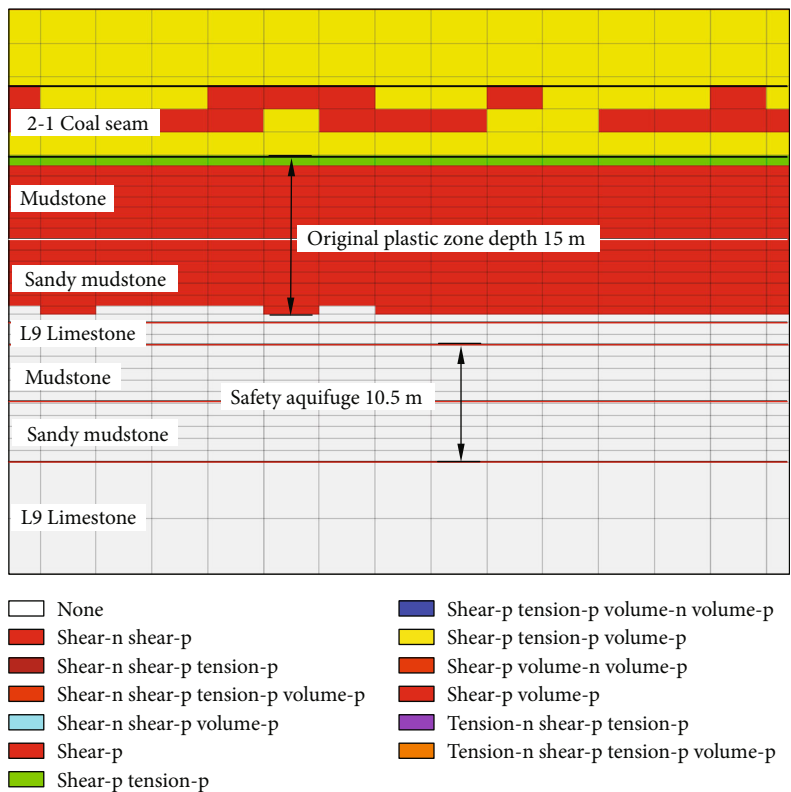 2-1 Coal seam
Mudstone
Original plastic zone depth 15 m
Sandy mudstone
L9 Limestone
Mudstone
Safety aquifuge 10.5 m
Sandy mudstone
L9 Limestone
None
Shear-n shear-p
Shear-n shear-p tension-p
Shear-n shear-p tension-p volume-p
Shear-n shear-p volume-p
Shear-p
Shear-p tension-p
Shear-p tension-p volume-n volume-p
Shear-p tension-p volume-p
Shear-p volume-n volume-p
Shear-p volume-p
Tension-n shear-p tension-p
Tension-n shear-p tension-p volume-p